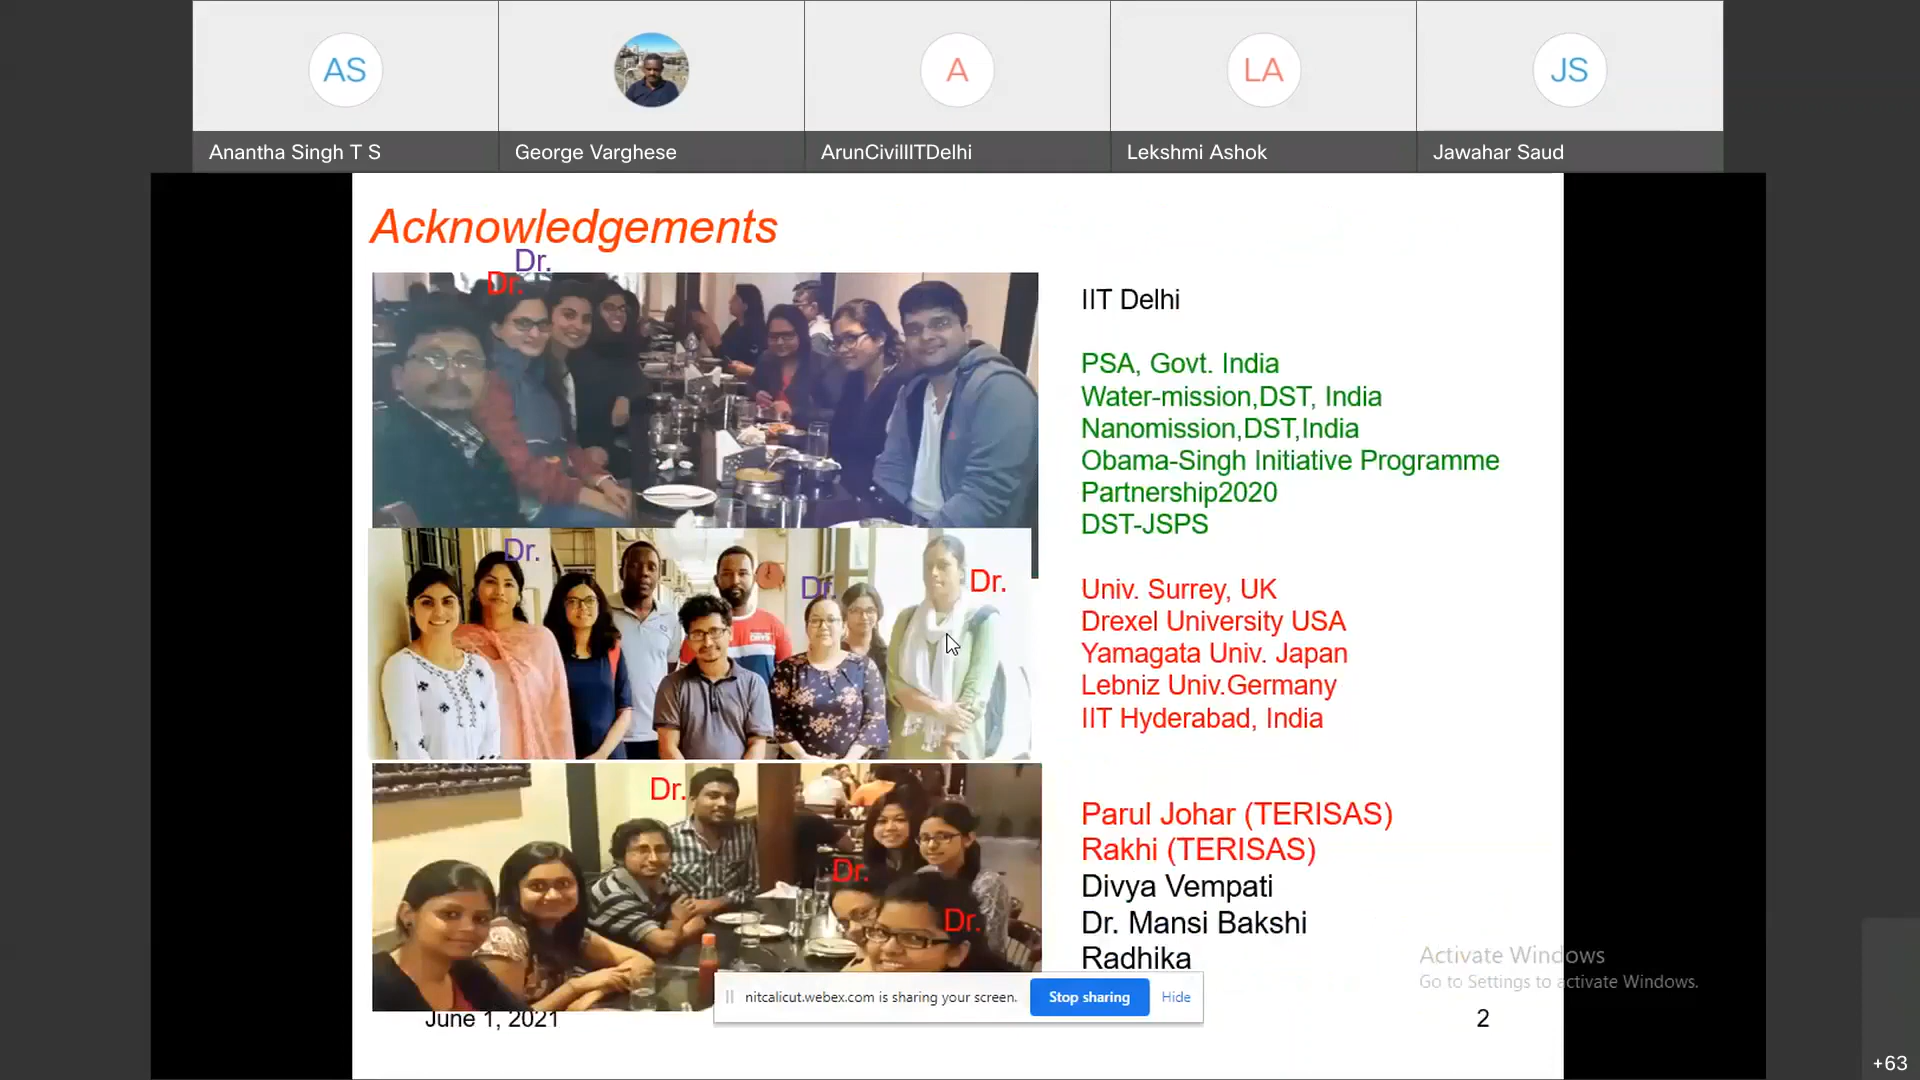 AS
A
LA
JS
Anantha Singh T S
George Varghese
ArunCivilIITDelhi
Lekshmi Ashok
Jawahar Saud
Acknowledgements
Dr.
Dr.
IIT Delhi
PSA, Govt. India
Water-mission,DST, India
Nanomission,DST,India
Obama-Singh Initiative Programme
Partnership2020
DST-JSPS
Dr.
Dr.
Dr.
Univ. Surrey, UK
Drexel University USA
Yamagata Univ. Japan
Lebniz Univ.Germany
IIT Hyderabad, India
Dr.
Dr.
Dr.
Parul Johar (TERISAS)
Rakhi (TERISAS)
Divya Vempati
Dr. Mansi Bakshi
Radhika
Activate Windows
Go to Settings to activate Windows.
nitcalicut.webex.com is sharing your screen.
Stop sharing
Hide
June 1, 2021
2
+63